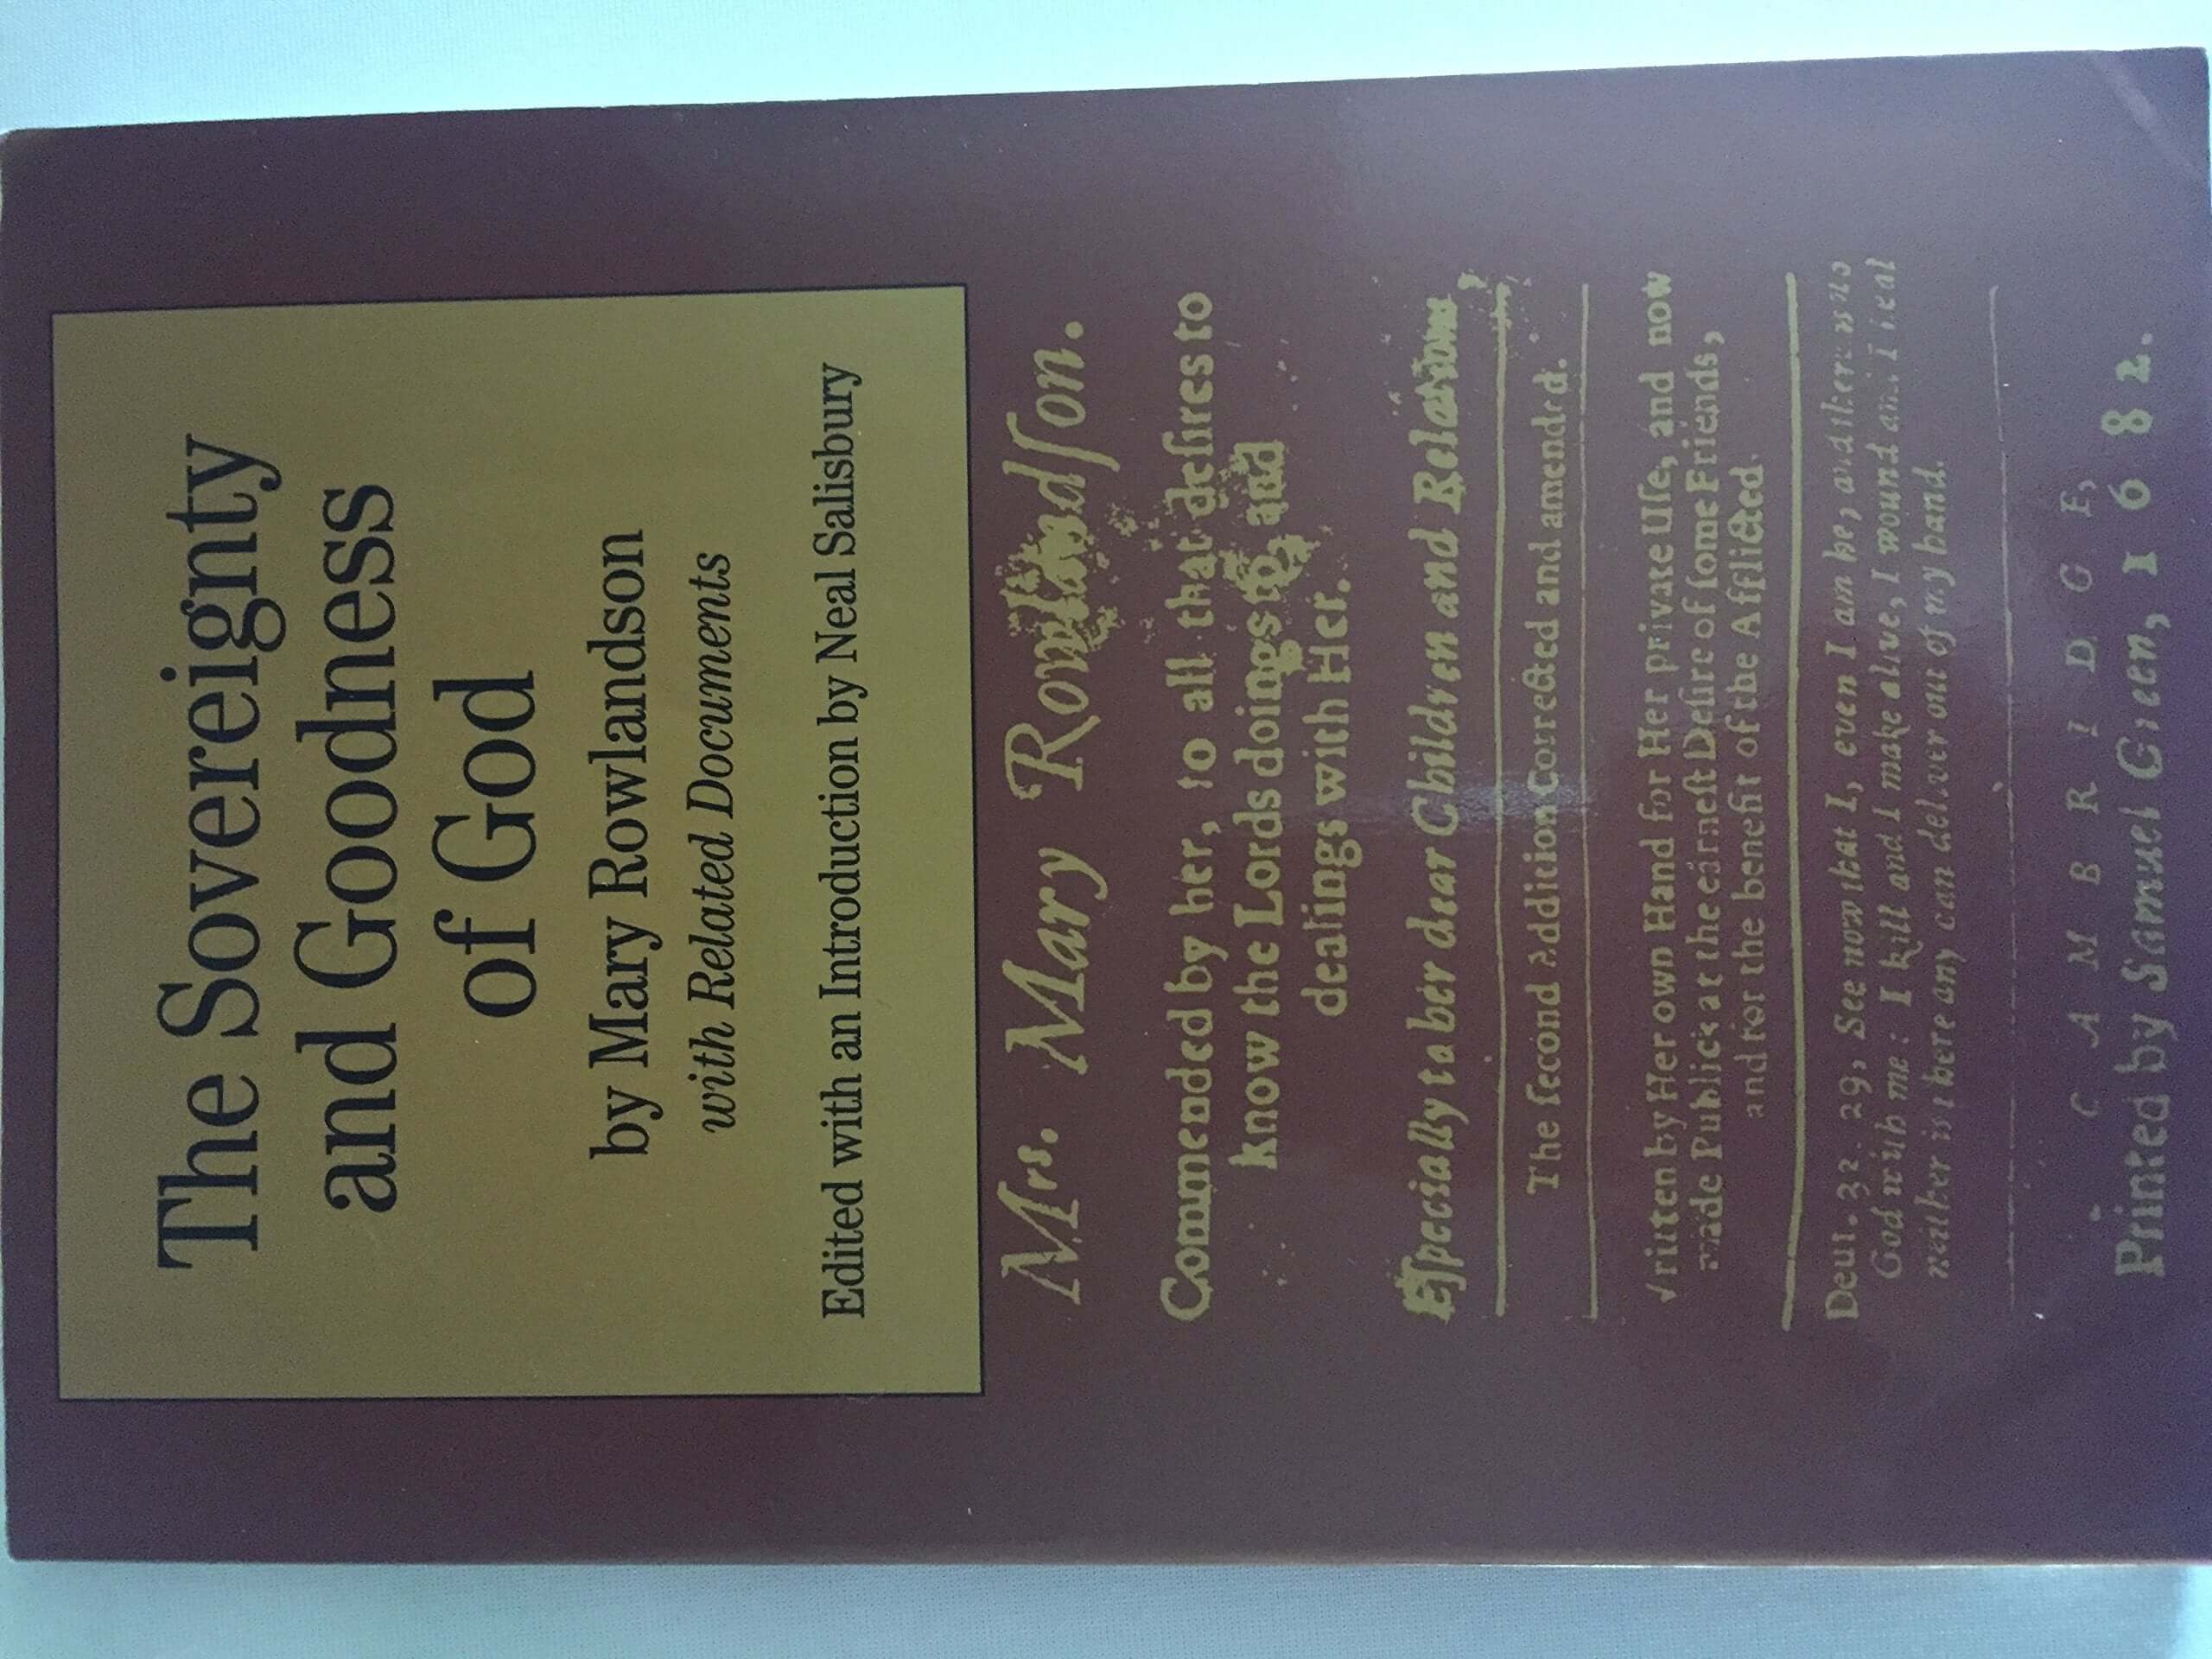 The Sovereignty
and Goodness
of God
by Mary Rowlandson
with Related Documents
Edited with an Introduction by Neal Salisbury
Mrs. Mary Rowlandſon.
Commended by her, to all that deſires to
know the Lords doings to, and
dealings with Her.
Eſpecially to her dear Children and Relations,
The ſecond Addition Corrected and amended.
Written by Her own Hand for Her private Uſe, and now
made Publick at the earneſt Deſire of ſome Friends,
and for the benefit of the Afflicted.
Deut. 32. 29, See now that I, even I am he, and there is no
God with me: I kill and I make alive, I wound and I heal
neither is there any can deliver out of my hand.
CAMBRIDGE,
Printed by Samuel Green, 1682.